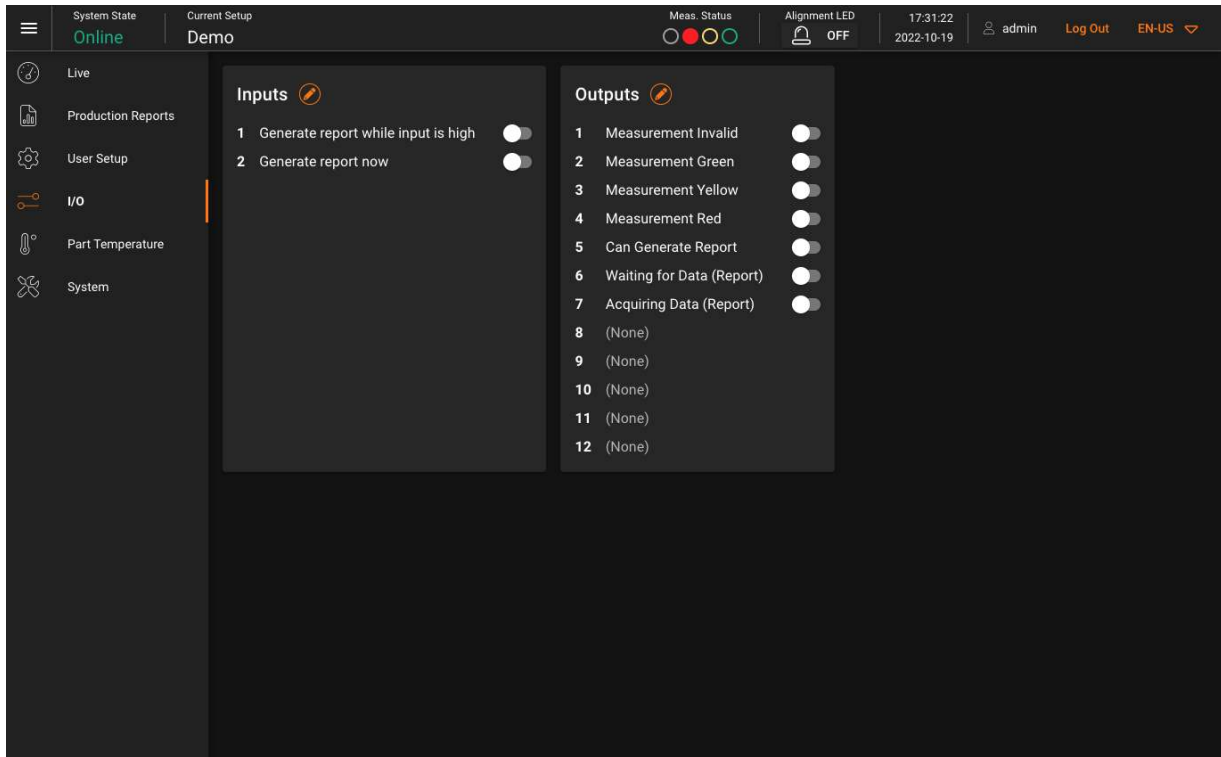 System State
Online
Current Setup
Demo
Meas. Status
Alignment LED
OFF
17:31:22
2022-10-19
admin
Log Out
EN-US
Live
Production Reports
User Setup
I/O
Part Temperature
System
Inputs
1 Generate report while input is high
2 Generate report now
Outputs
1 Measurement Invalid
2 Measurement Green
3 Measurement Yellow
4 Measurement Red
5 Can Generate Report
6 Waiting for Data (Report)
7 Acquiring Data (Report)
8 (None)
9 (None)
10 (None)
11 (None)
12 (None)